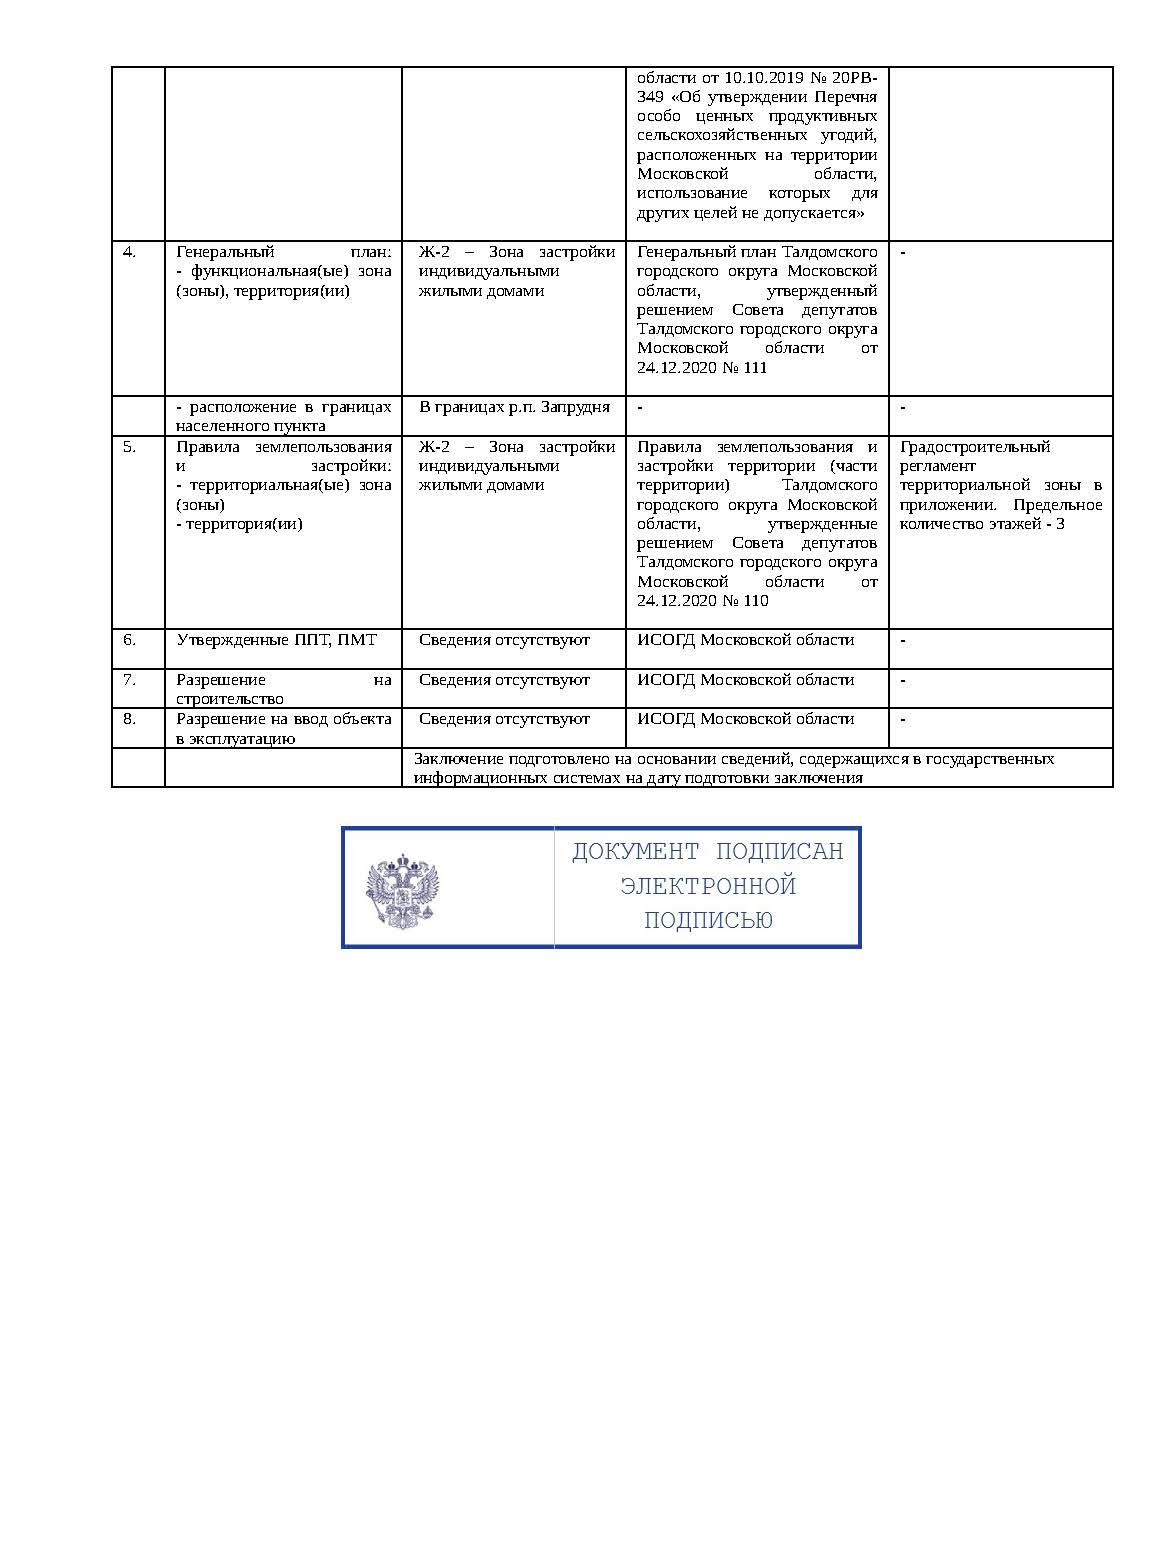 области от 10.10.2019 № 20РВ-
349 «Об утверждении Перечня
особо ценных продуктивных
сельскохозяйственных угодий,
расположенных на территории
Московской области,
использование которых для
других целей не допускается»
4.
Генеральный план:
- функциональная(ые) зона
(зоны), территория(ии)
Ж-2 – Зона застройки
индивидуальными
жилыми домами
Генеральный план Талдомского
городского округа Московской
области, утвержденный
решением Совета депутатов
Талдомского городского округа
Московской области от
24.12.2020 № 111
-
- расположение в границах
населенного пункта
В границах р.п. Запрудня
-
-
5.
Правила землепользования
и застройки:
- территориальная(ые) зона
(зоны)
- территория(ии)
Ж-2 – Зона застройки
индивидуальными
жилыми домами
Правила землепользования и
застройки территории (части
территории) Талдомского
городского округа Московской
области, утвержденные
решением Совета депутатов
Талдомского городского округа
Московской области от
24.12.2020 № 110
Градостроительный
регламент
территориальной зоны в
приложении. Предельное
количество этажей - 3
6.
Утвержденные ППТ, ПМТ
Сведения отсутствуют
ИСОГД Московской области
-
7.
Разрешение на
строительство
Сведения отсутствуют
ИСОГД Московской области
-
8.
Разрешение на ввод объекта
в эксплуатацию
Сведения отсутствуют
ИСОГД Московской области
-
Заключение подготовлено на основании сведений, содержащихся в государственных
информационных системах на дату подготовки заключения
ДОКУМЕНТ ПОДПИСАН
ЭЛЕКТРОННОЙ
ПОДПИСЬЮ